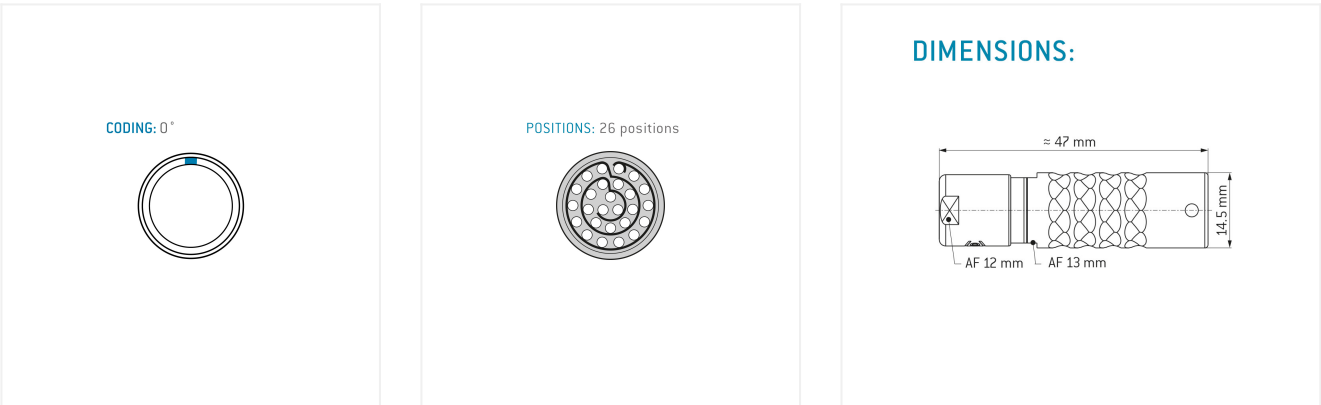 CODING: 0°
POSITIONS: 26 positions
DIMENSIONS:
≈ 47 mm
14.5 mm
AF 12 mm
AF 13 mm